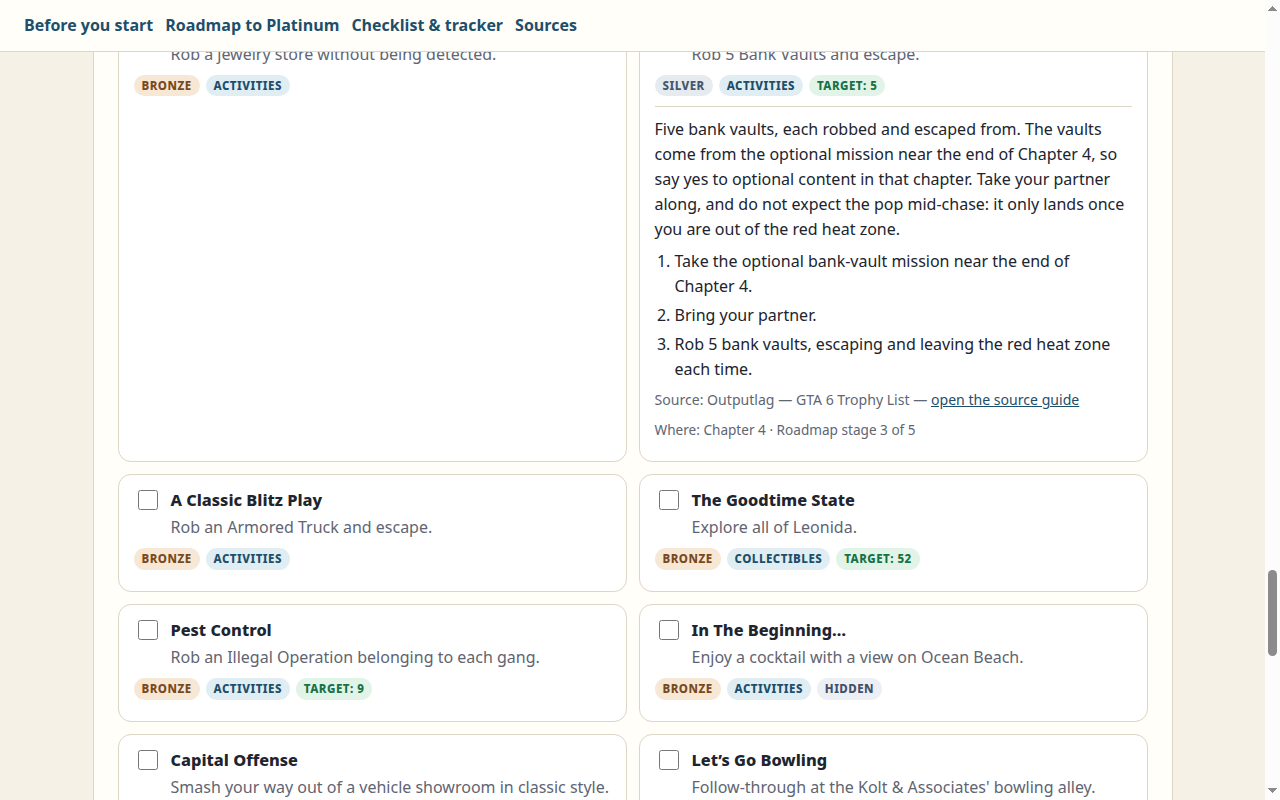 Before you start Roadmap to Platinum Checklist & tracker Sources
Rob a jewelry store without being detected.
BRONZE ACTIVITIES
Rob 5 Bank Vaults and escape.
SILVER ACTIVITIES TARGET: 5
Five bank vaults, each robbed and escaped from. The vaults
come from the optional mission near the end of Chapter 4, so
say yes to optional content in that chapter. Take your partner
along, and do not expect the pop mid-chase: it only lands once
you are out of the red heat zone.
1. Take the optional bank-vault mission near the end of
Chapter 4.
2. Bring your partner.
3. Rob 5 bank vaults, escaping and leaving the red heat zone
each time.
Source: Outputlag — GTA 6 Trophy List — open the source guide
Where: Chapter 4 · Roadmap stage 3 of 5
A Classic Blitz Play
Rob an Armored Truck and escape.
BRONZE ACTIVITIES
The Goodtime State
Explore all of Leonida.
BRONZE COLLECTIBLES TARGET: 52
Pest Control
Rob an Illegal Operation belonging to each gang.
BRONZE ACTIVITIES TARGET: 9
In The Beginning...
Enjoy a cocktail with a view on Ocean Beach.
BRONZE ACTIVITIES HIDDEN
Capital Offense
Smash your way out of a vehicle showroom in classic style.
Let’s Go Bowling
Follow-through at the Kolt & Associates' bowling alley.